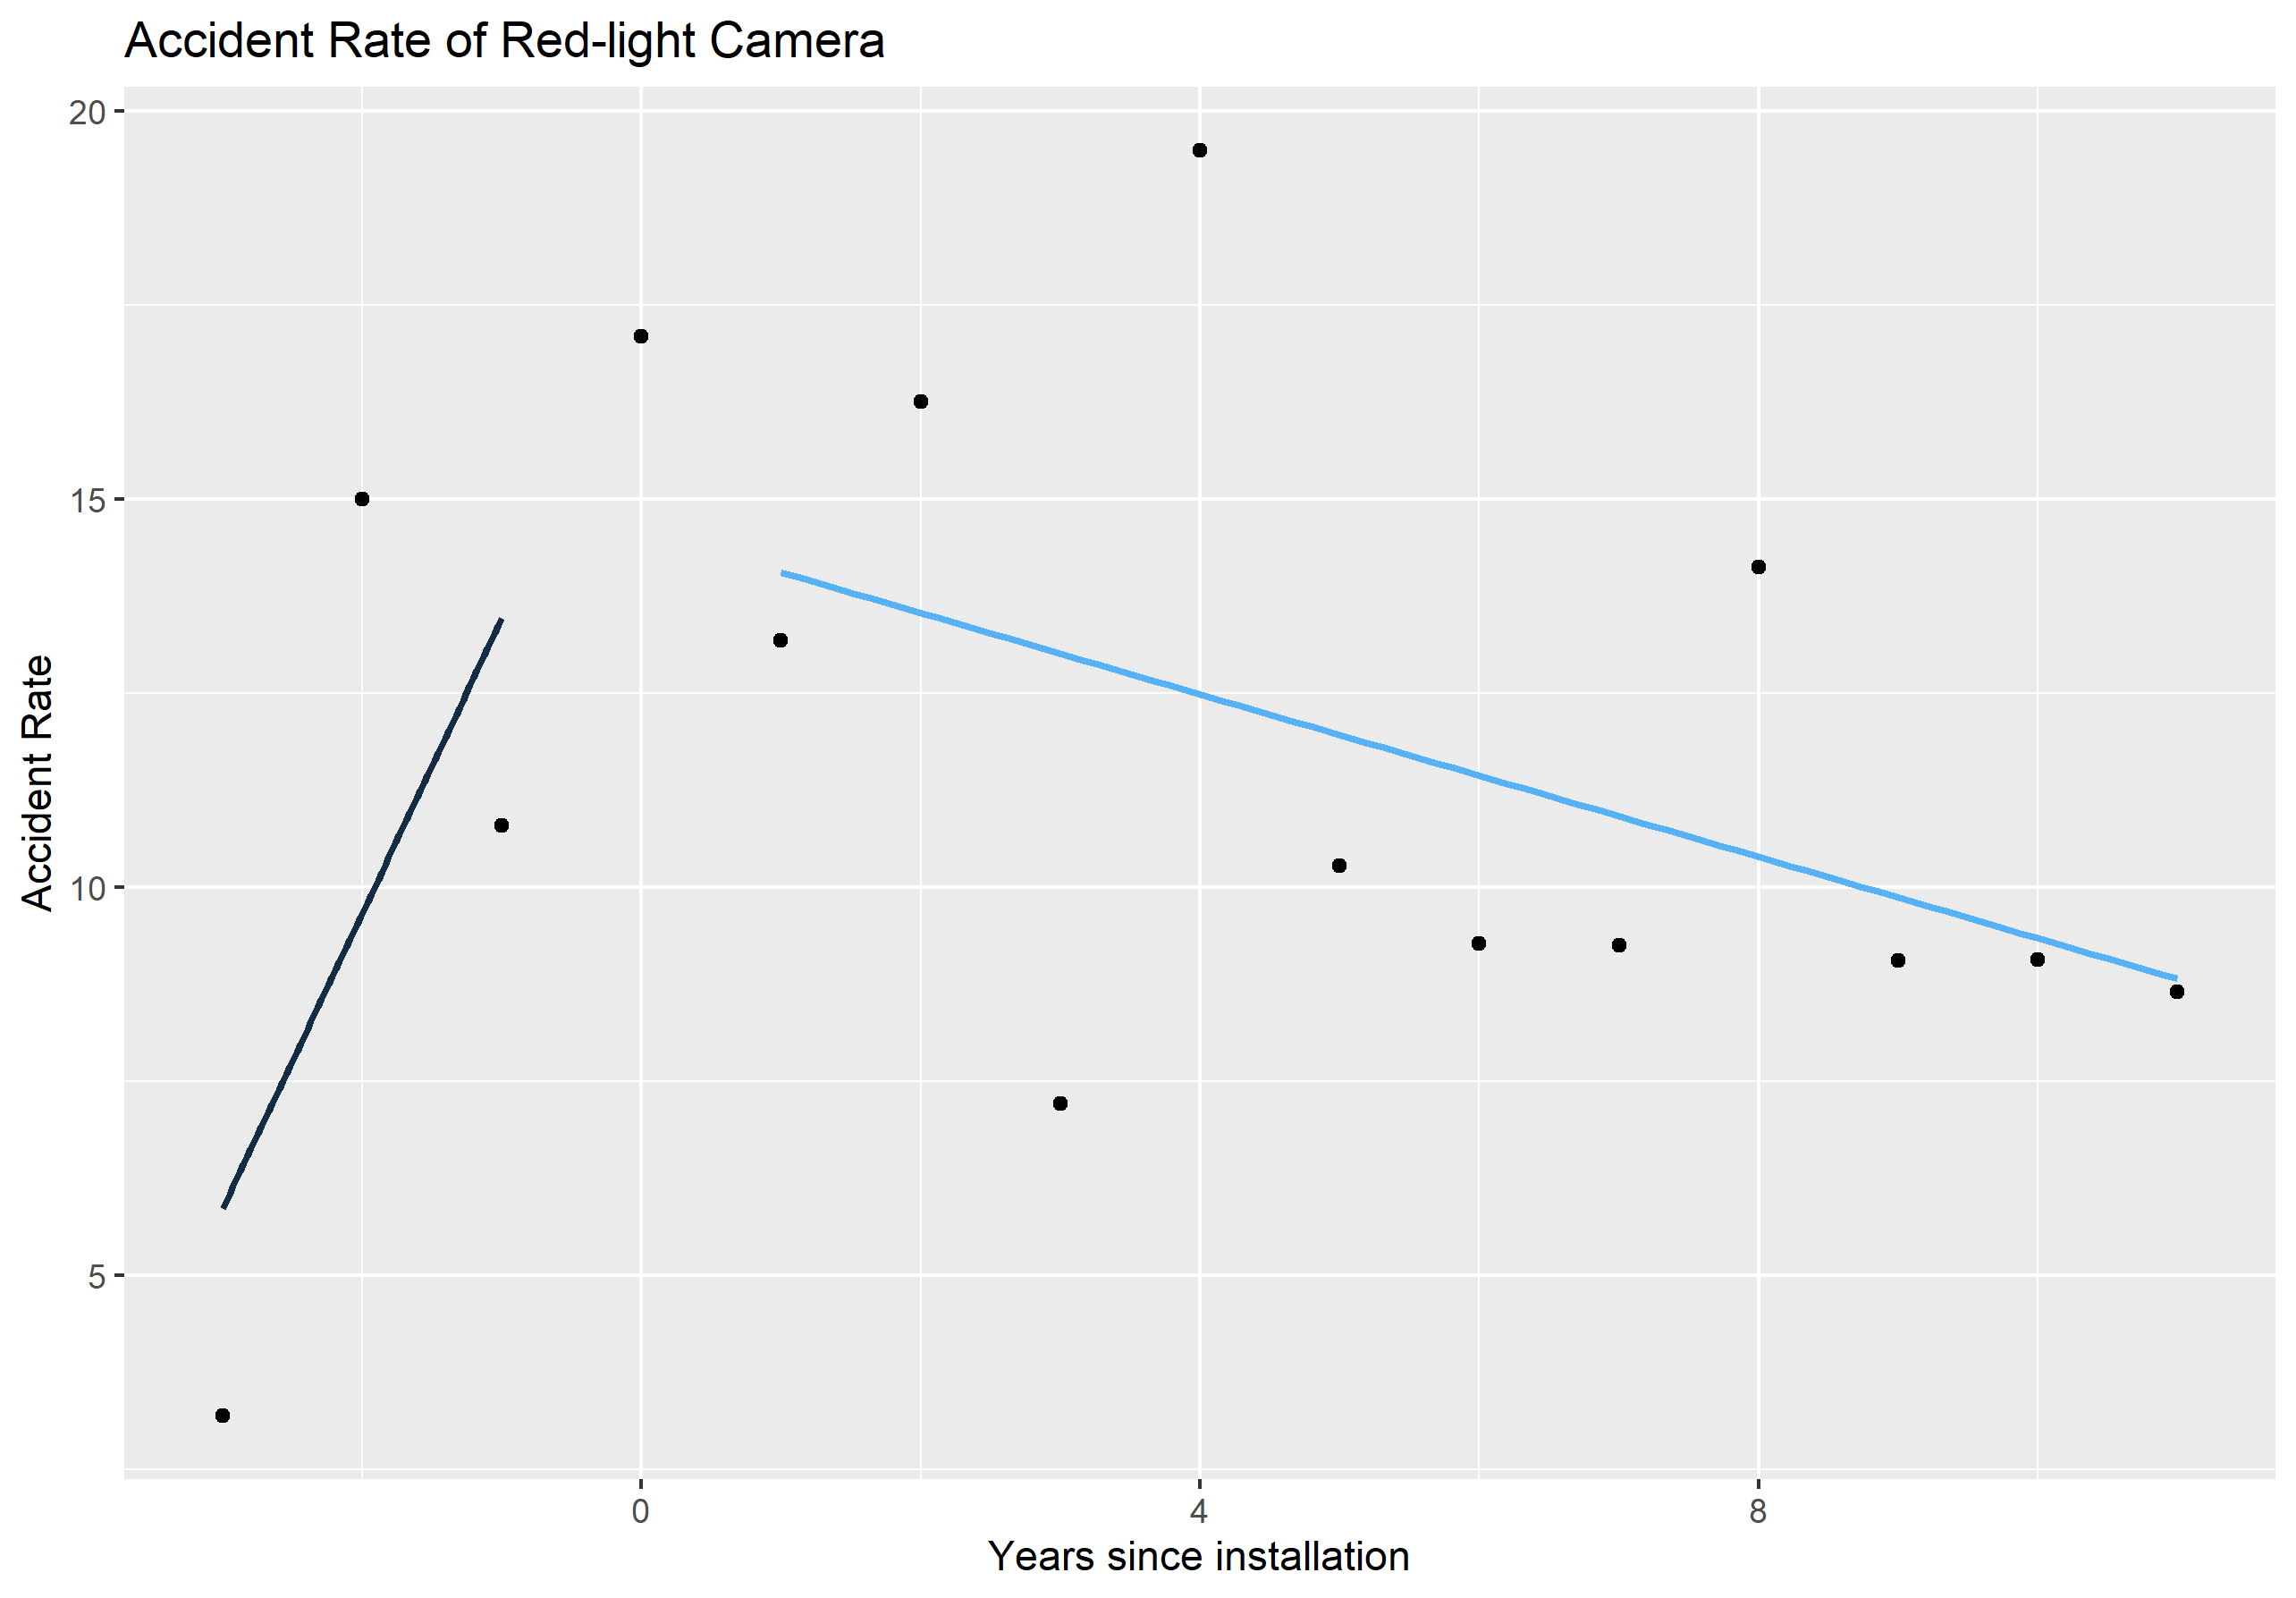 Accident Rate of Red-light Camera
20
15
10
5
Accident Rate
0
4
8
Years since installation